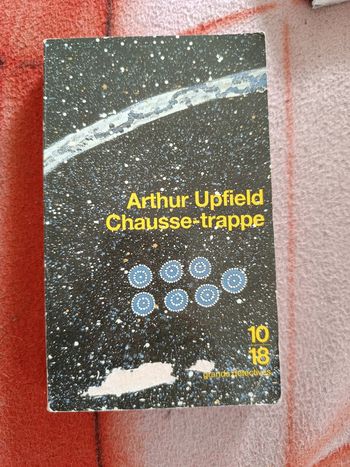 Arthur Upfield
Chausse-trappe
10
18
grands détectives